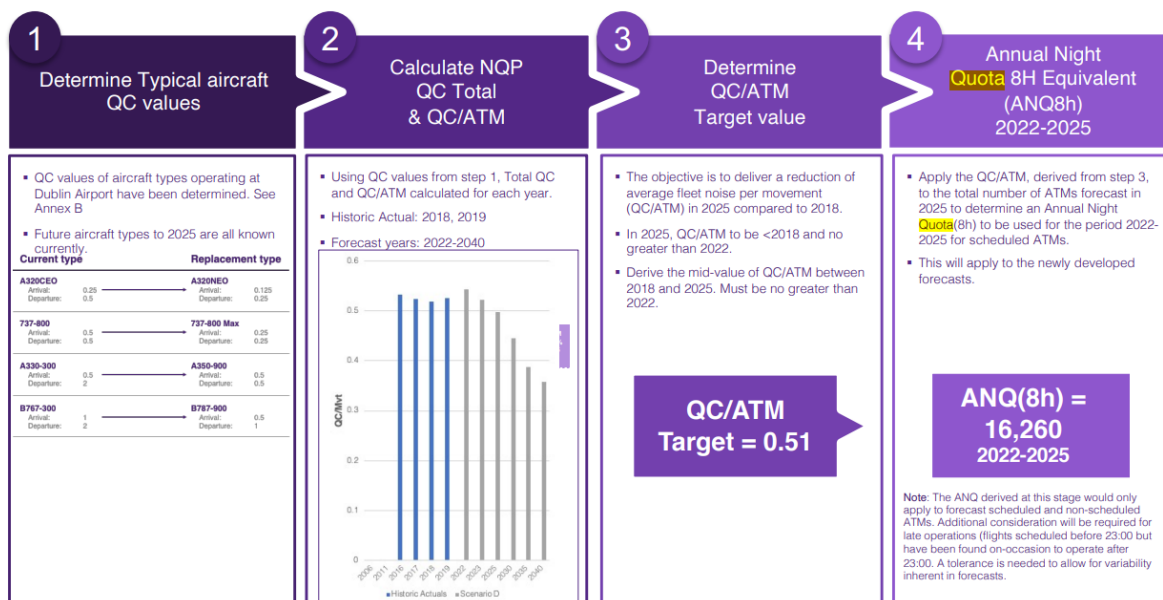 1
Determine Typical aircraft
QC values
▪ QC values of aircraft types operating at
Dublin Airport have been determined. See
Annex B
▪ Future aircraft types to 2025 are all known
currently.
Current type Replacement type
A320CEO A320NEO
Arrival: 0.25 Arrival: 0.125
Departure: 0.5 Departure: 0.25
737-800 737-800 Max
Arrival: 0.5 Arrival: 0.25
Departure: 0.5 Departure: 0.25
A330-300 A350-900
Arrival: 0.5 Arrival: 0.5
Departure: 2 Departure: 0.5
B767-300 B787-900
Arrival: 1 Arrival: 0.5
Departure: 2 Departure: 1
2
Calculate NQP
QC Total
& QC/ATM
▪ Using QC values from step 1, Total QC
and QC/ATM calculated for each year.
▪ Historic Actual: 2018, 2019
▪ Forecast years: 2022-2040
0.6
0.5
0.4
0.3
0.2
0.1
0
QC/Mvt
2006 2011 2016 2017 2018 2019 2022 2023 2025 2030 2035 2040
Historic Actuals Scenario D
3
Determine
QC/ATM
Target value
▪ The objective is to deliver a reduction of
average fleet noise per movement
(QC/ATM) in 2025 compared to 2018.
▪ In 2025, QC/ATM to be <2018 and no
greater than 2022.
▪ Derive the mid-value of QC/ATM between
2018 and 2025. Must be no greater than
2022.
QC/ATM
Target = 0.51
4
Annual Night
Quota 8H Equivalent
(ANQ8h)
2022-2025
▪ Apply the QC/ATM, derived from step 3,
to the total number of ATMs forecast in
2025 to determine an Annual Night
Quota(8h) to be used for the period 2022-
2025 for scheduled ATMs.
▪ This will apply to the newly developed
forecasts.
ANQ(8h) =
16,260
2022-2025
Note: The ANQ derived at this stage would only
apply to forecast scheduled and non-scheduled
ATMs. Additional consideration will be required for
late operations (flights scheduled before 23:00 but
have been found on-occasion to operate after
23:00. A tolerance is needed to allow for variability
inherent in forecasts.